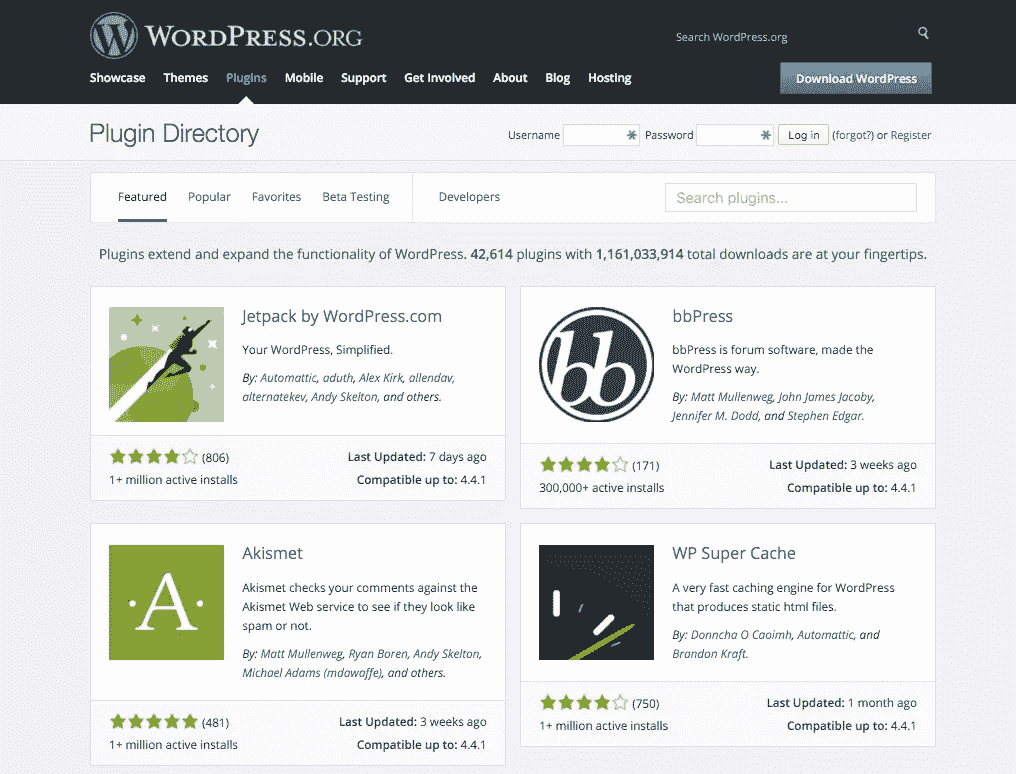 WORDPRESS.ORG
Search WordPress.org
Showcase Themes Plugins Mobile Support Get Involved About Blog Hosting
Download WordPress
Plugin Directory
Username Password Log in (forgot?) or Register
Featured Popular Favorites Beta Testing Developers
Search plugins...
Plugins extend and expand the functionality of WordPress. 42,614 plugins with 1,161,033,914 total downloads are at your fingertips.
Jetpack by WordPress.com
Your WordPress, Simplified.
By: Automattic, aduth, Alex Kirk, allendav,
alternatekev, Andy Skelton, and others.
(806)
1+ million active installs
Last Updated: 7 days ago
Compatible up to: 4.4.1
bb
bbPress
bbPress is forum software, made the
WordPress way.
By: Matt Mullenweg, John James Jacoby,
Jennifer M. Dodd, and Stephen Edgar.
(171)
300,000+ active installs
Last Updated: 3 weeks ago
Compatible up to: 4.4.1
A
Akismet
Akismet checks your comments against the
Akismet Web service to see if they look like
spam or not.
By: Matt Mullenweg, Ryan Boren, Andy Skelton,
Michael Adams (mdawaffe), and others.
(481)
1+ million active installs
Last Updated: 3 weeks ago
Compatible up to: 4.4.1
WP Super Cache
A very fast caching engine for WordPress
that produces static html files.
By: Donncha O Caoimh, Automattic, and
Brandon Kraft.
(750)
1+ million active installs
Last Updated: 1 month ago
Compatible up to: 4.4.1